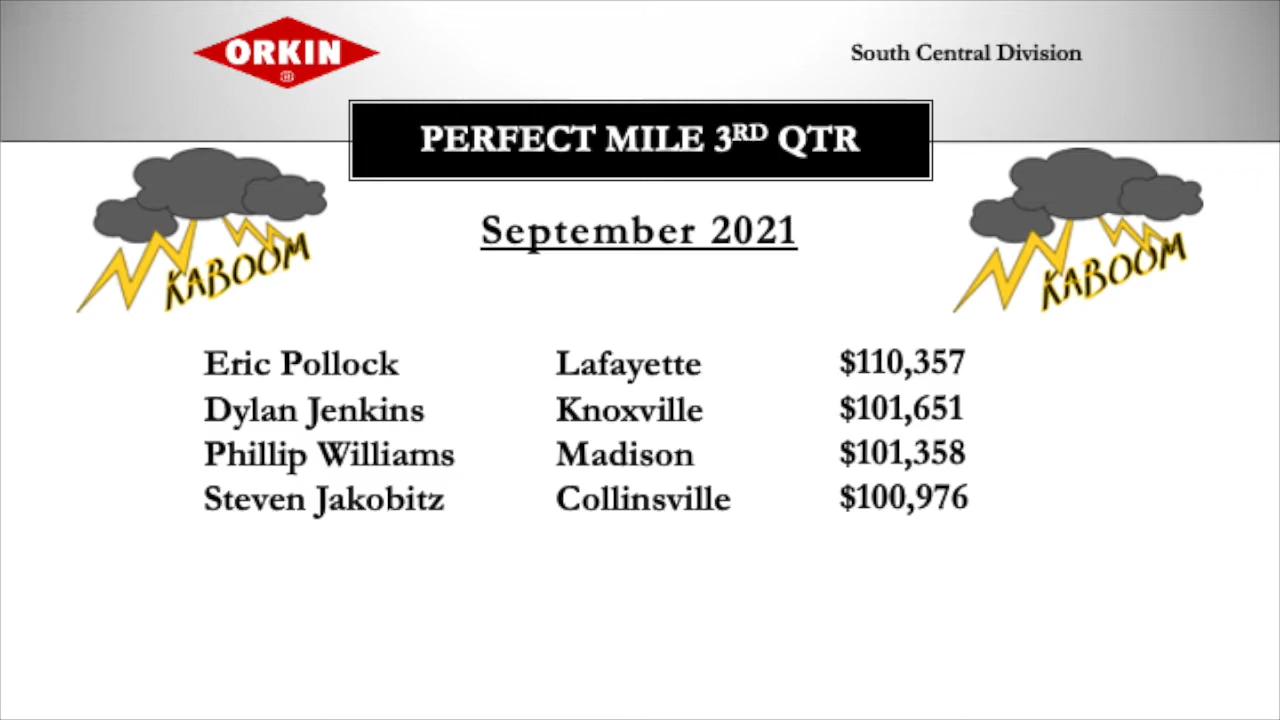 ORKIN
®
South Central Division
PERFECT MILE 3RD QTR
September 2021
KABOOM
KABOOM
Eric Pollock Lafayette $110,357
Dylan Jenkins Knoxville $101,651
Phillip Williams Madison $101,358
Steven Jakobitz Collinsville $100,976